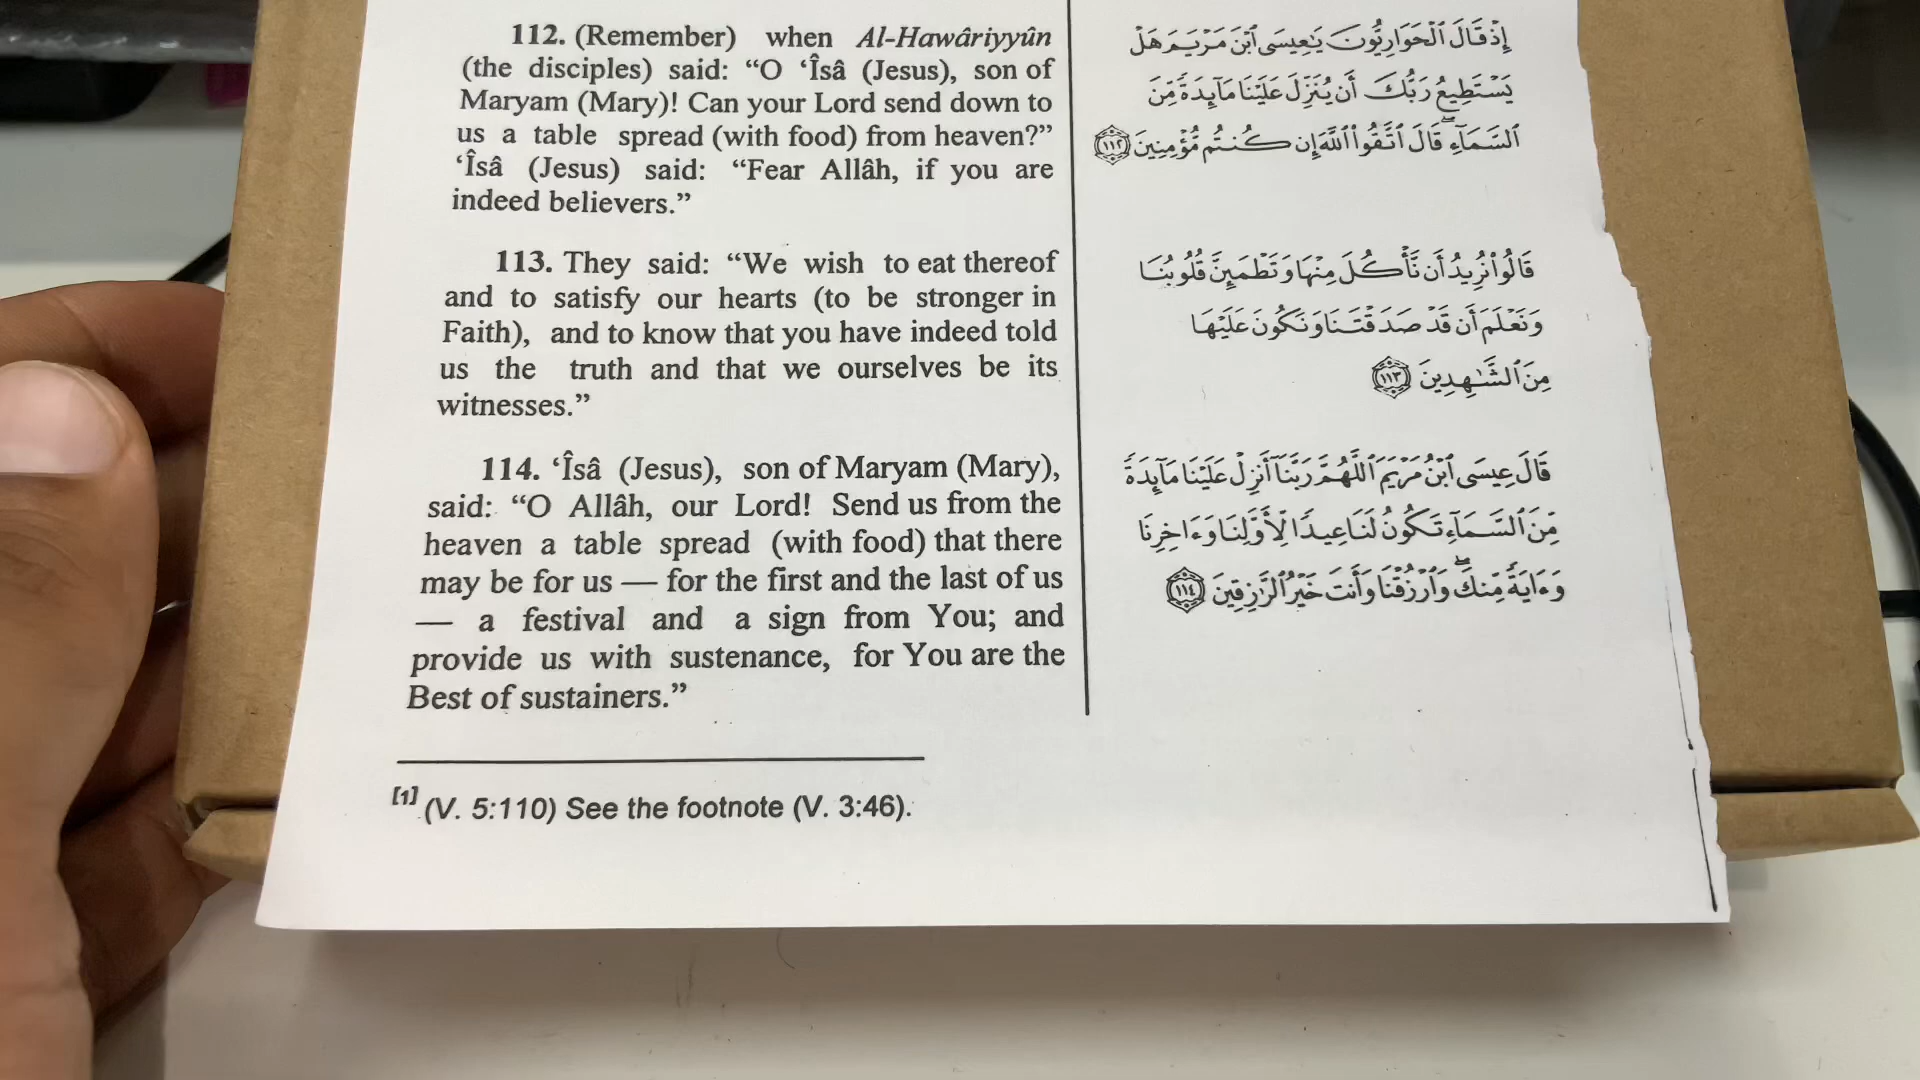 112. (Remember) when Al-Hawâriyyûn
(the disciples) said: “O ‘Îsâ (Jesus), son of
Maryam (Mary)! Can your Lord send down to
us a table spread (with food) from heaven?”
‘Îsâ (Jesus) said: “Fear Allâh, if you are
indeed believers.”
113. They said: “We wish to eat thereof
and to satisfy our hearts (to be stronger in
Faith), and to know that you have indeed told
us the truth and that we ourselves be its
witnesses.”
114. ‘Îsâ (Jesus), son of Maryam (Mary),
said: “O Allâh, our Lord! Send us from the
heaven a table spread (with food) that there
may be for us — for the first and the last of us
— a festival and a sign from You; and
provide us with sustenance, for You are the
Best of sustainers.”
إِذْ قَالَ ٱلْحَوَارِيُّونَ يَٰعِيسَى ٱبْنَ مَرْيَمَ هَلْ
يَسْتَطِيعُ رَبُّكَ أَن يُنَزِّلَ عَلَيْنَا مَآئِدَةً مِّنَ
ٱلسَّمَآءِ ۖ قَالَ ٱتَّقُوا۟ ٱللَّهَ إِن كُنتُم مُّؤْمِنِينَ ١١٢
قَالُوا۟ نُرِيدُ أَن نَّأْكُلَ مِنْهَا وَتَطْمَئِنَّ قُلُوبُنَا
وَنَعْلَمَ أَن قَدْ صَدَقْتَنَا وَنَكُونَ عَلَيْهَا
مِنَ ٱلشَّٰهِدِينَ ١١٣
قَالَ عِيسَى ٱبْنُ مَرْيَمَ ٱللَّهُمَّ رَبَّنَآ أَنزِلْ عَلَيْنَا مَآئِدَةً
مِّنَ ٱلسَّمَآءِ تَكُونُ لَنَا عِيدًا لِّأَوَّلِنَا وَءَاخِرِنَا
وَءَايَةً مِّنكَ ۖ وَٱرْزُقْنَا وَأَنتَ خَيْرُ ٱلرَّٰزِقِينَ ١١٤
[1] (V. 5:110) See the footnote (V. 3:46).